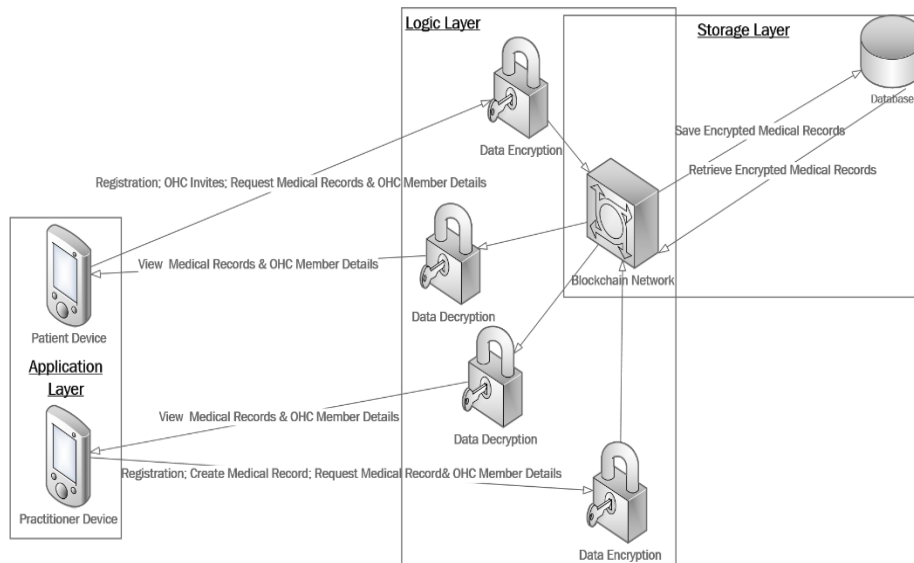 Logic Layer
Storage Layer
Database
Data Encryption
Save Encrypted Medical Records
Retrieve Encrypted Medical Records
Registration; OHC Invites; Request Medical Records & OHC Member Details
View Medical Records & OHC Member Details
Blockchain Network
Data Decryption
Patient Device
Application
Layer
View Medical Records & OHC Member Details
Data Decryption
Registration; Create Medical Record; Request Medical Record& OHC Member Details
Practitioner Device
Data Encryption